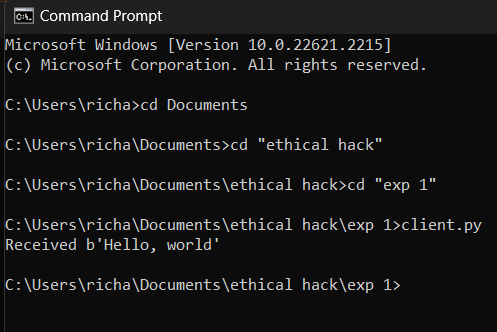 Command Prompt
Microsoft Windows [Version 10.0.22621.2215]
(c) Microsoft Corporation. All rights reserved.
C:\Users\richa>cd Documents
C:\Users\richa\Documents>cd "ethical hack"
C:\Users\richa\Documents\ethical hack>cd "exp 1"
C:\Users\richa\Documents\ethical hack\exp 1>client.py
Received b'Hello, world'
C:\Users\richa\Documents\ethical hack\exp 1>